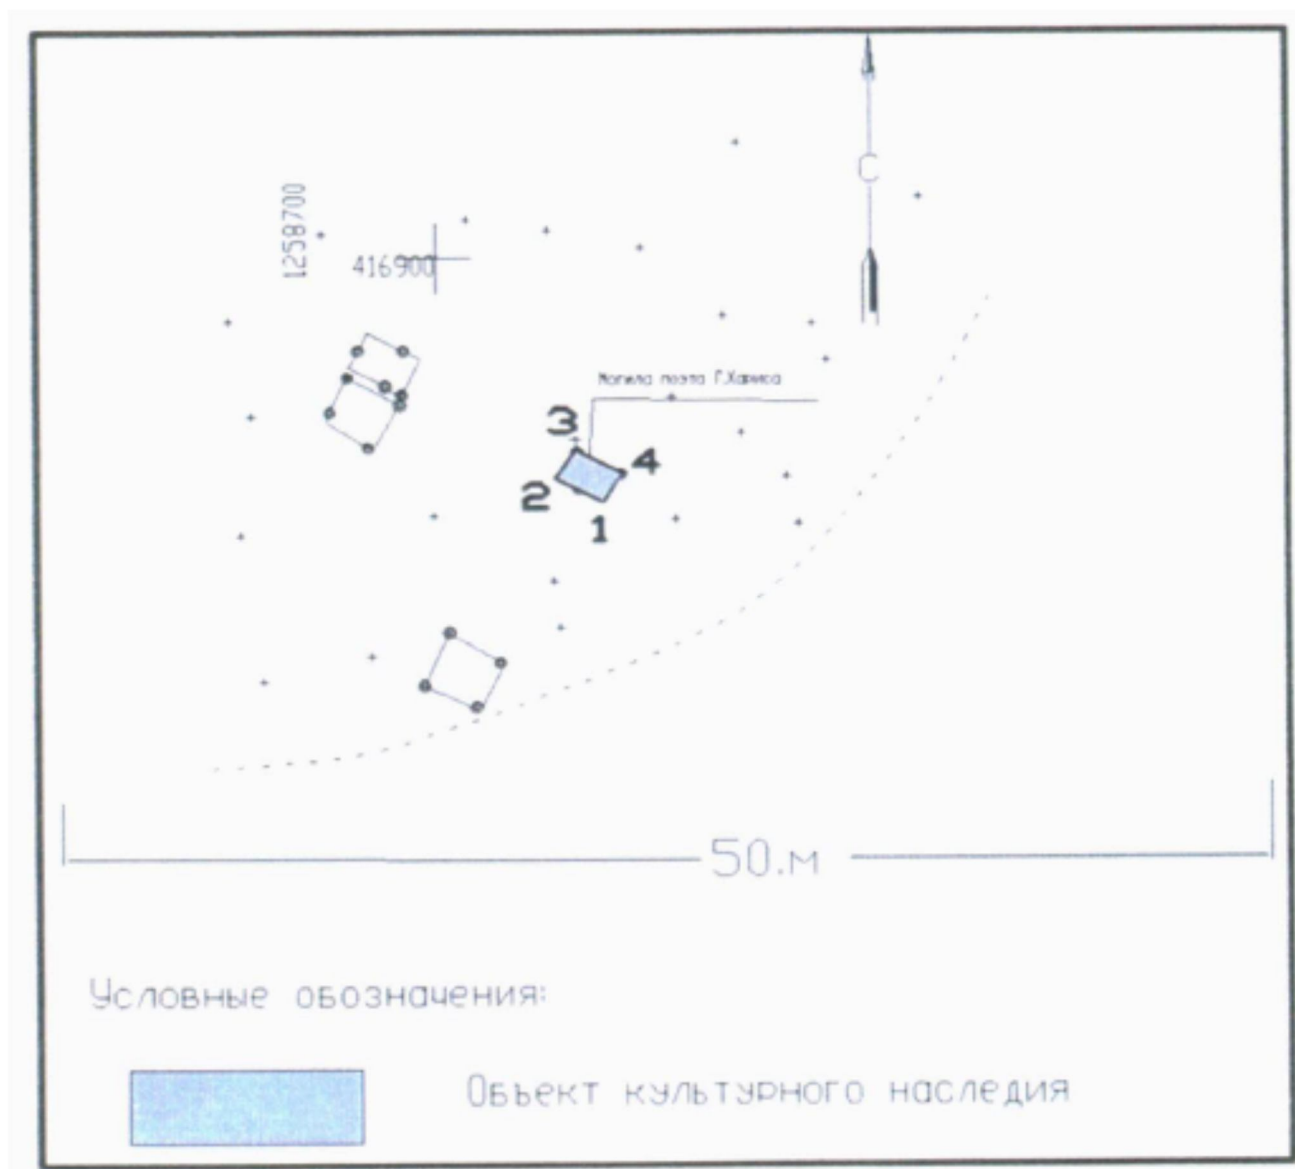 С
1258700
416900
Могила поэта Г.Хариса
3
4
2
1
50.м
Условные обозначения:
Объект культурного наследия